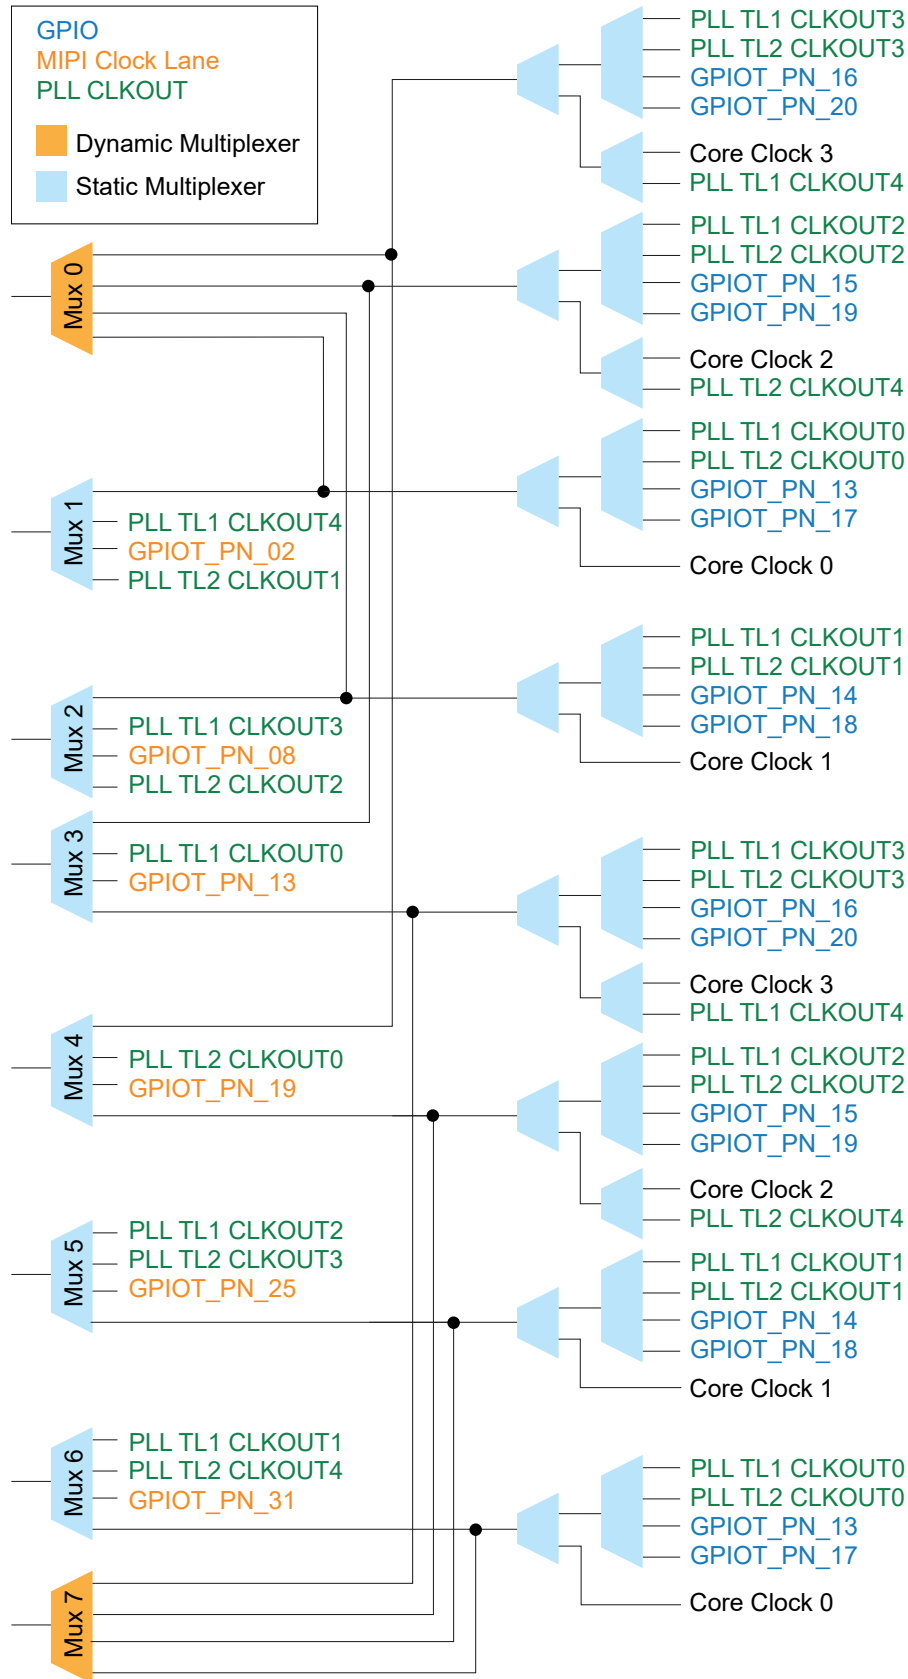 GPIO
MIPI Clock Lane
PLL CLKOUT
Dynamic Multiplexer
Static Multiplexer
PLL TL1 CLKOUT3
PLL TL2 CLKOUT3
GPIOT_PN_16
GPIOT_PN_20
Core Clock 3
PLL TL1 CLKOUT4
Mux 0
PLL TL1 CLKOUT2
PLL TL2 CLKOUT2
GPIOT_PN_15
GPIOT_PN_19
Core Clock 2
PLL TL2 CLKOUT4
PLL TL1 CLKOUT0
PLL TL2 CLKOUT0
GPIOT_PN_13
GPIOT_PN_17
Core Clock 0
Mux 1
PLL TL1 CLKOUT4
GPIOT_PN_02
PLL TL2 CLKOUT1
PLL TL1 CLKOUT1
PLL TL2 CLKOUT1
GPIOT_PN_14
GPIOT_PN_18
Core Clock 1
Mux 2
PLL TL1 CLKOUT3
GPIOT_PN_08
PLL TL2 CLKOUT2
Mux 3
PLL TL1 CLKOUT0
GPIOT_PN_13
PLL TL1 CLKOUT3
PLL TL2 CLKOUT3
GPIOT_PN_16
GPIOT_PN_20
Core Clock 3
PLL TL1 CLKOUT4
Mux 4
PLL TL2 CLKOUT0
GPIOT_PN_19
PLL TL1 CLKOUT2
PLL TL2 CLKOUT2
GPIOT_PN_15
GPIOT_PN_19
Core Clock 2
PLL TL2 CLKOUT4
Mux 5
PLL TL1 CLKOUT2
PLL TL2 CLKOUT3
GPIOT_PN_25
PLL TL1 CLKOUT1
PLL TL2 CLKOUT1
GPIOT_PN_14
GPIOT_PN_18
Core Clock 1
Mux 6
PLL TL1 CLKOUT1
PLL TL2 CLKOUT4
GPIOT_PN_31
PLL TL1 CLKOUT0
PLL TL2 CLKOUT0
GPIOT_PN_13
GPIOT_PN_17
Core Clock 0
Mux 7